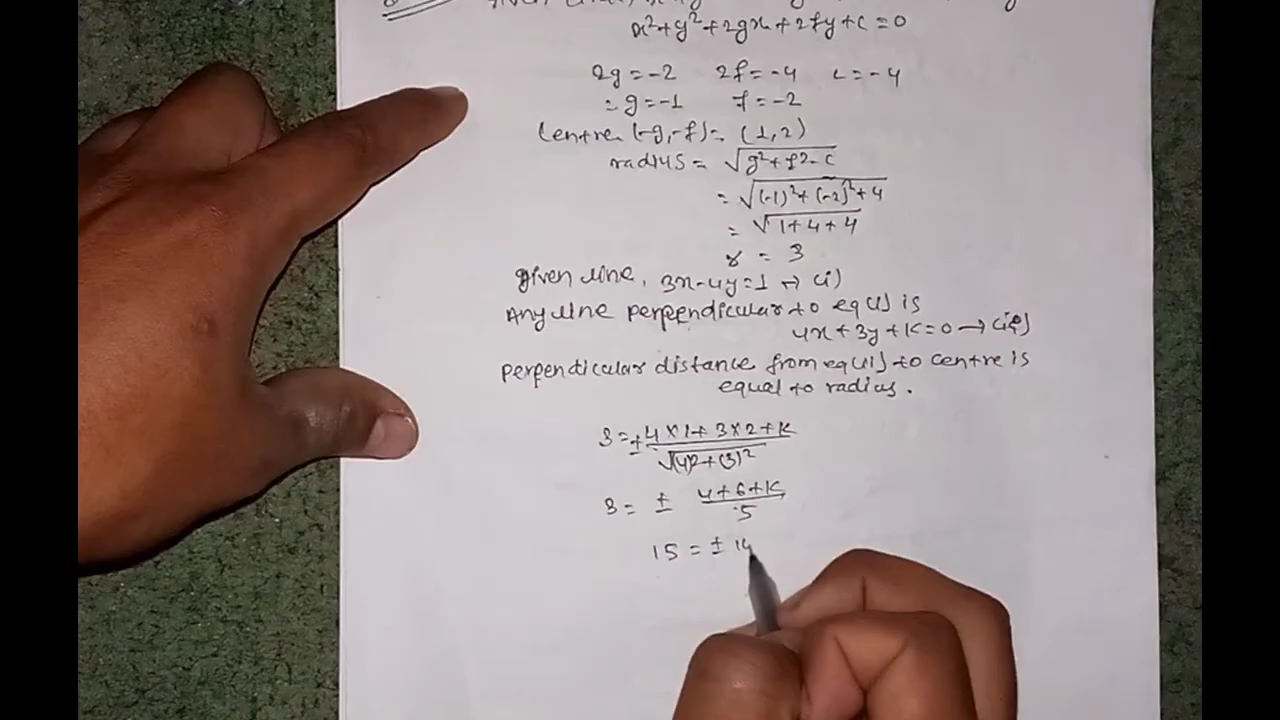 x²+y²+2gx+2fy+c=0
2g=-2 2f=-4 c=-4
= g=-1 f=-2
Centre (-g,-f)= (1,2)
radius = √g²+f²-c
= √(-1)²+(-2)²+4
= √1+4+4
r = 3
given line, 3x-4y=1 → (i)
Any line perpendicular to eq(i) is
4x+3y+k=0 → (ii)
perpendicular distance from eq(ii) to centre is
equal to radius.
3=±4×1+3×2+k/√(4)2+(3)²
3= ± 4+6+k/5
15=±